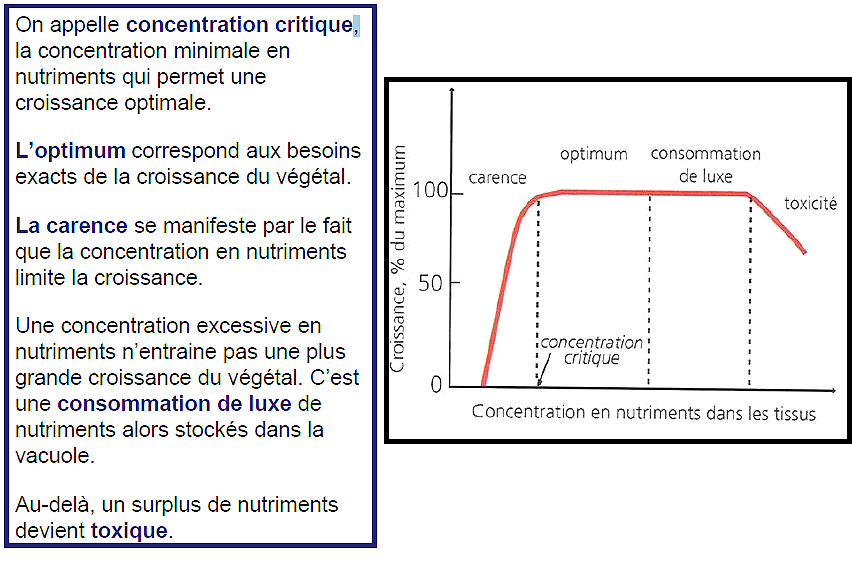 On appelle concentration critique,
la concentration minimale en
nutriments qui permet une
croissance optimale.
L’optimum correspond aux besoins
exacts de la croissance du végétal.
La carence se manifeste par le fait
que la concentration en nutriments
limite la croissance.
Une concentration excessive en
nutriments n’entraine pas une plus
grande croissance du végétal. C’est
une consommation de luxe de
nutriments alors stockés dans la
vacuole.
Au-delà, un surplus de nutriments
devient toxique.
Croissance, % du maximum
100
50
0
carence
optimum
consommation
de luxe
toxicité
concentration
critique
Concentration en nutriments dans les tissus